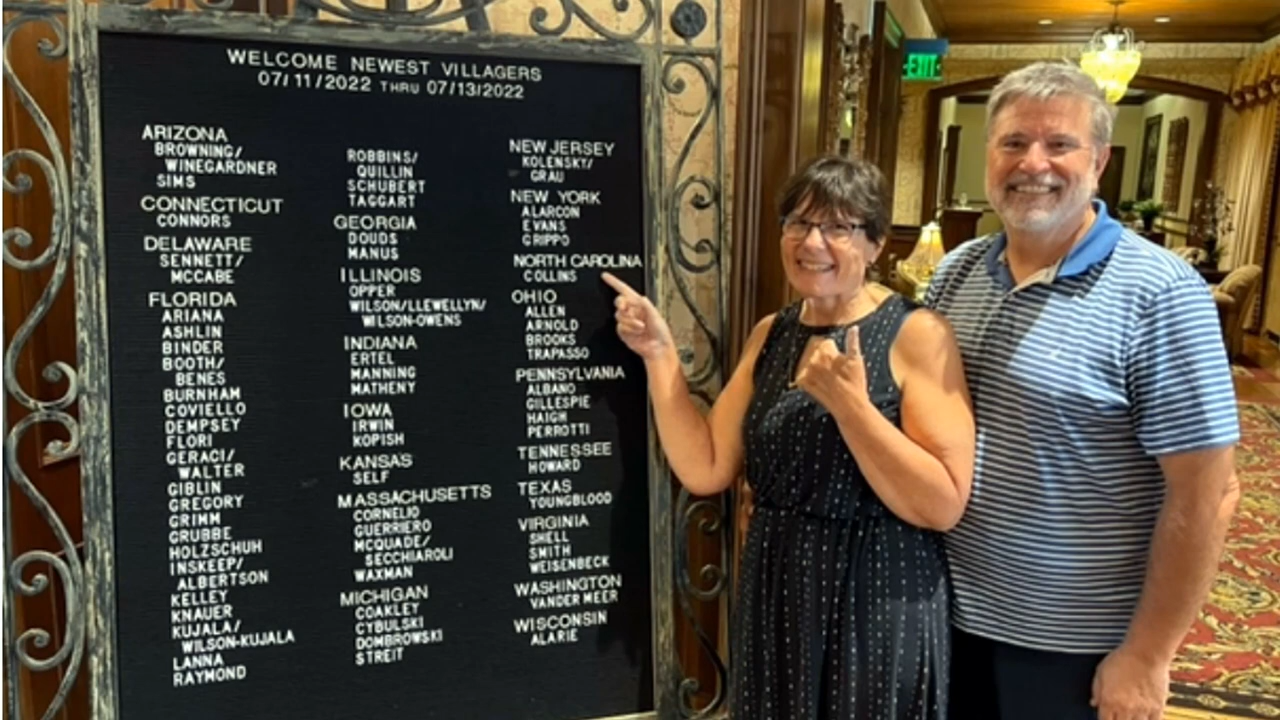 WELCOME NEWEST VILLAGERS
07/11/2022 THRU 07/13/2022
ARIZONA
BROWNING/
WINEGARDNER
SIMS
CONNECTICUT
CONNORS
DELAWARE
SENNETT/
MCCABE
FLORIDA
ARIANA
ASHLIN
BINDER
BOOTH/
BENES
BURNHAM
COVIELLO
DEMPSEY
FLORI
GERACI/
WALTER
GIBLIN
GREGORY
GRIMM
GRUBBE
HOLZSCHUH
INSKEEP/
ALBERTSON
KELLEY
KNAUER
KUJALA/
WILSON-KUJALA
LANNA
RAYMOND
ROBBINS/
QUILLIN
SCHUBERT
TAGGART
GEORGIA
DOUDS
MANUS
ILLINOIS
OPPER
WILSON/LLEWELLYN/
WILSON-OWENS
INDIANA
ERTEL
MANNING
MATHENY
IOWA
IRWIN
KOPISH
KANSAS
SELF
MASSACHUSETTS
CORNELIO
GUERRIERO
MCQUADE/
SECCHIAROLI
WAXMAN
MICHIGAN
COAKLEY
CYBULSKI
DOMBROWSKI
STREIT
NEW JERSEY
KOLENSKY/
GRAU
NEW YORK
ALARCON
EVANS
GRIPPO
NORTH CAROLINA
COLLINS
OHIO
ALLEN
ARNOLD
BROOKS
TRAPASSO
PENNSYLVANIA
ALBANO
GILLESPIE
HAIGH
PERROTTI
TENNESSEE
HOWARD
TEXAS
YOUNGBLOOD
VIRGINIA
SHELL
SMITH
WEISENBECK
WASHINGTON
VANDER MEER
WISCONSIN
ALARIE
EXIT